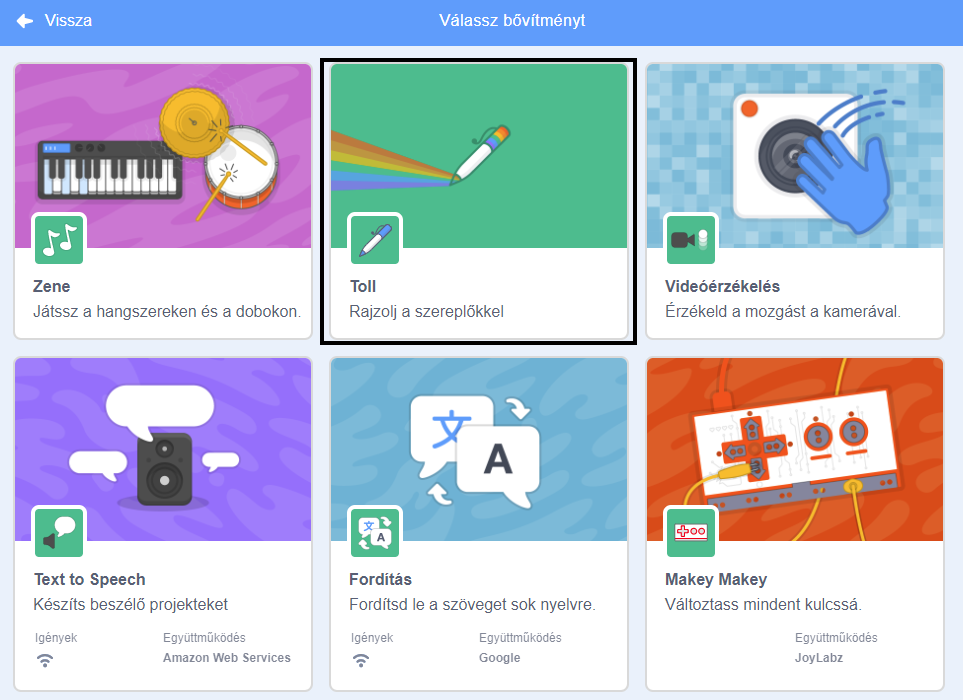 Vissza
Válassz bővítményt
Zene
Játssz a hangszereken és a dobokon.
Toll
Rajzolj a szereplőkkel
Videóérzékelés
Érzékeld a mozgást a kamerával.
文 A
文 A
Text to Speech
Készíts beszélő projekteket
Igények
Együttműködés
Amazon Web Services
Fordítás
Fordítsd le a szöveget sok nyelvre.
Igények
Együttműködés
Google
Makey Makey
Változtass mindent kulcssá.
Együttműködés
JoyLabz